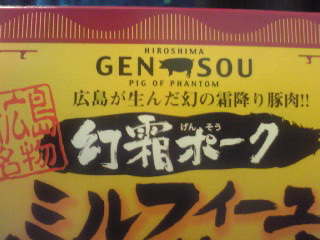 HIROSHIMA
GEN SOU
PIG OF PHANTOM
広島が生んだ幻の霜降り豚肉!!
広島名物
げんそう
幻霜ポーク
ミルフィーユ